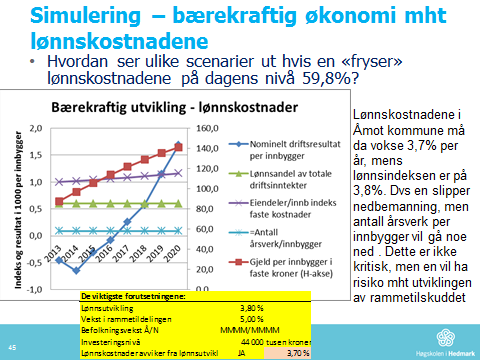 Simulering – bærekraftig økonomi mht
lønnskostnadene
• Hvordan ser ulike scenarier ut hvis en «fryser»
lønnskostnadene på dagens nivå 59,8%?
Bærekraftig utvikling - lønnskostnader
Indeks og resultat i 1000 per innbygger
2,0
1,5
1,0
0,5
0,0
-0,5
-1,0
2013
2014
2015
2016
2017
2018
2019
2020
160,0
140,0
120,0
100,0
80,0
60,0
40,0
20,0
0,0
Nominelt driftsresultat
per innbygger
Lønnsandel av totale
driftsinntekter
Eiendeler/innb indeks
faste kostnader
=Antall
årsverk/innbygger
Gjeld per innbygger i
faste kroner (H-akse)
Lønnskostnadene i
Åmot kommune må
da vokse 3,7% per
år, mens
lønnsindeksen er på
3,8%. Dvs en slipper
nedbemanning, men
antall årsverk per
innbygger vil gå noe
ned . Dette er ikke
kritisk, men en vil ha
risiko mht utviklingen
av rammetilskuddet
De viktigste forutsetningene:
Lønnsutvikling 3,80 %
Vekst i rammetildelingen 5,00 %
Befolkningsvekst Å/N MMMM/MMMM
Investeringsnivå 44 000 tusen kroner
Lønnskostnader avviker fra lønnsutvikl JA 3,70 %
45
Høgskolen i Hedmark